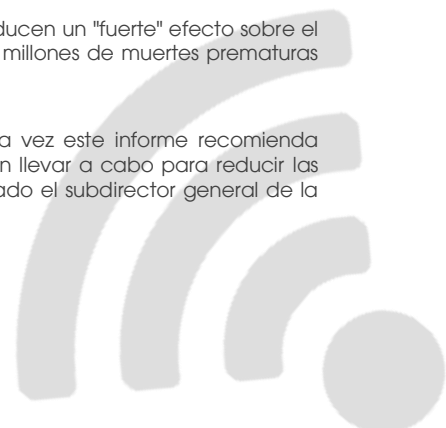 ducen un "fuerte" efecto sobre el
millones de muertes prematuras
a vez este informe recomienda
n llevar a cabo para reducir las
ado el subdirector general de la